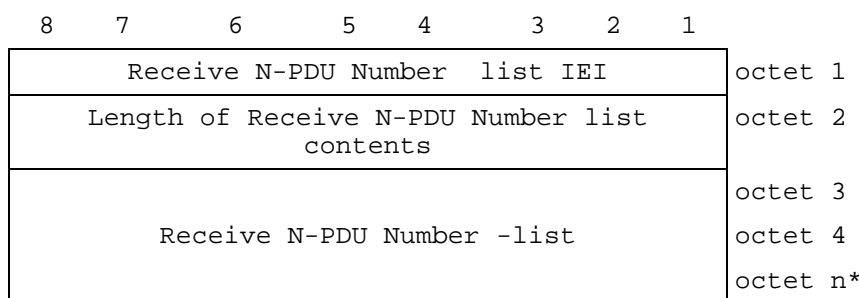 8 7 6 5 4 3 2 1
Receive N-PDU Number list IEI octet 1
Length of Receive N-PDU Number list octet 2
contents
octet 3
Receive N-PDU Number -list octet 4
octet n*